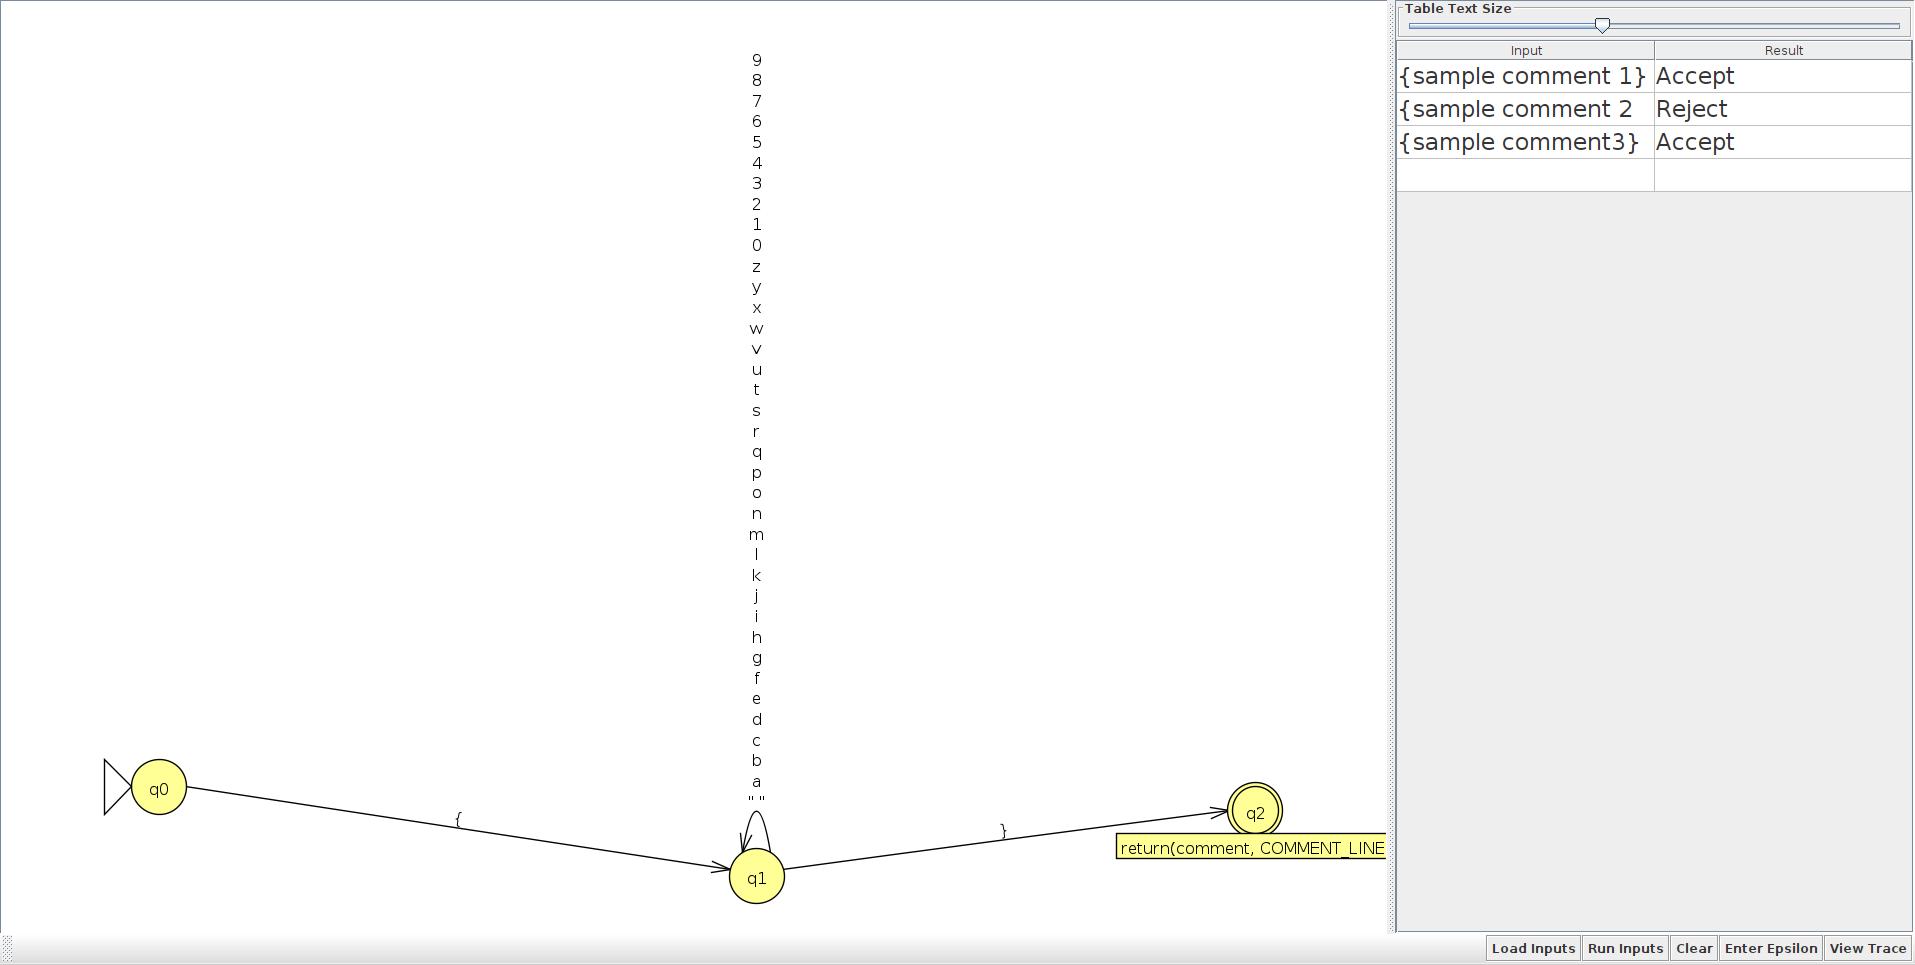 9
8
7
6
5
4
3
2
1
0
z
y
x
w
v
u
t
s
r
q
p
o
n
m
l
k
j
i
h
g
f
e
d
c
b
a
" "
q0
{
q1
}
q2
return(comment, COMMENT_LINE
Table Text Size
Input Result
{sample comment 1} Accept
{sample comment 2 Reject
{sample comment3} Accept
Load Inputs Run Inputs Clear Enter Epsilon View Trace